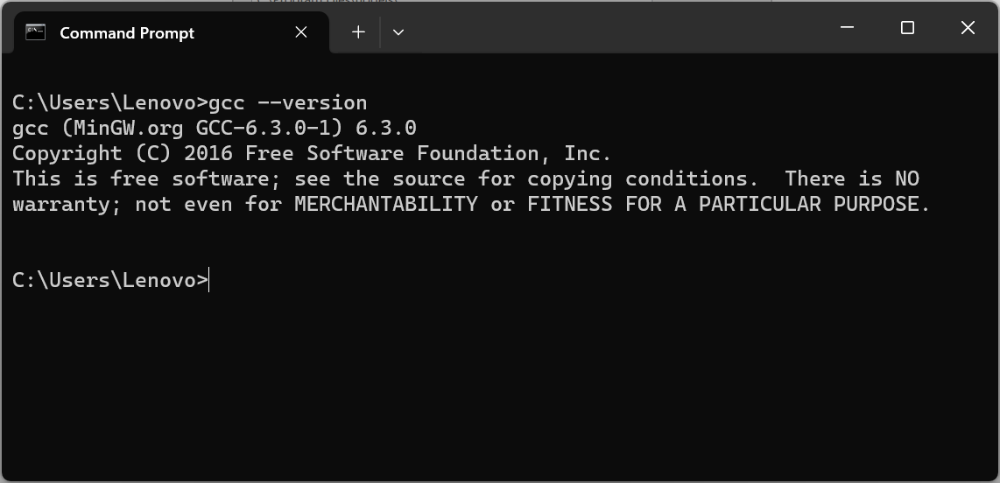 Command Prompt
C:\Users\Lenovo>gcc --version
gcc (MinGW.org GCC-6.3.0-1) 6.3.0
Copyright (C) 2016 Free Software Foundation, Inc.
This is free software; see the source for copying conditions.  There is NO
warranty; not even for MERCHANTABILITY or FITNESS FOR A PARTICULAR PURPOSE.
C:\Users\Lenovo>